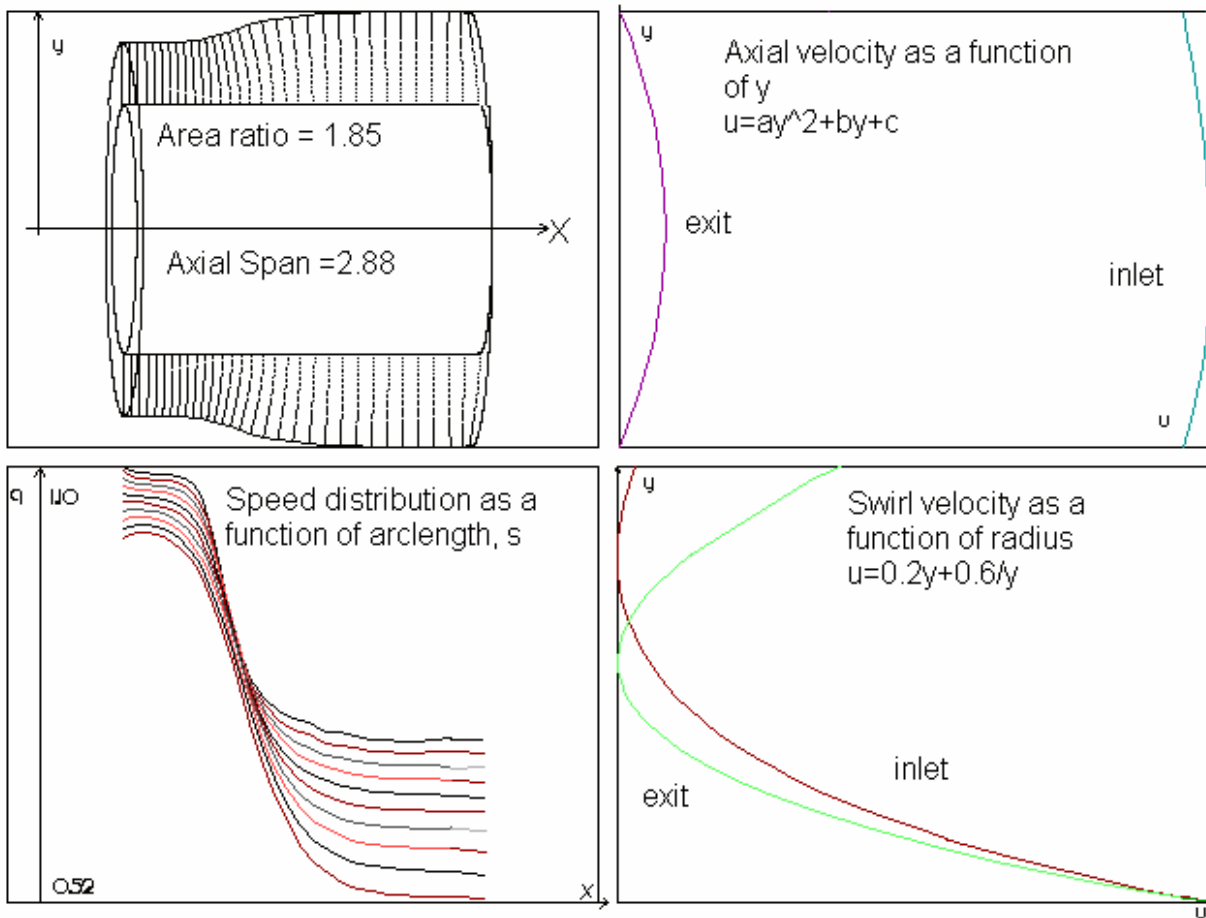 y
Area ratio = 1.85
X
Axial Span =2.88
y
Axial velocity as a function
of y
u=ay^2+by+c
exit
inlet
u
q
Speed distribution as a
function of arclength, s
0.52
x
y
Swirl velocity as a
function of radius
u=0.2y+0.6/y
inlet
exit
u